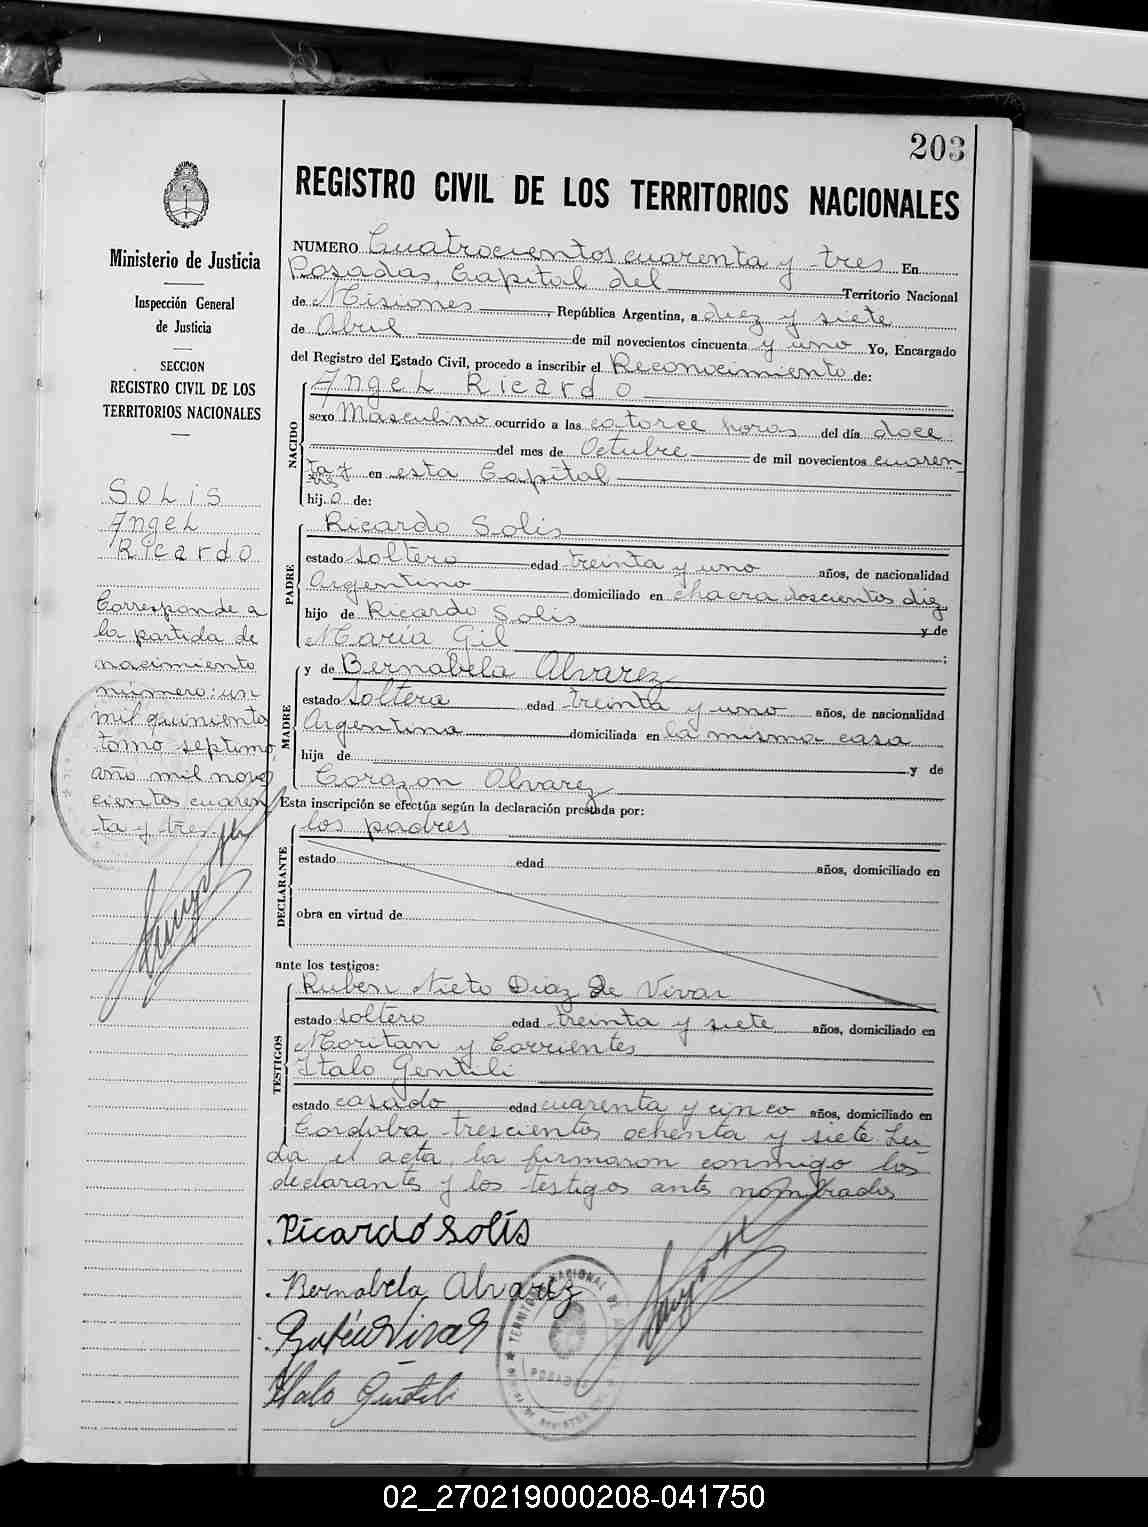 203
REGISTRO CIVIL DE LOS TERRITORIOS NACIONALES
Ministerio de Justicia
Inspección General
de Justicia
SECCION
REGISTRO CIVIL DE LOS
TERRITORIOS NACIONALES
SOLIS
Angel
Ricardo
Corresponde a
la partida de
nacimiento
número: un
mil quinientos
tomo septimo,
año mil nove
cientos cuaren
ta y tres.
NUMERO Cuatrocientos cuarenta y tres En
Posadas, Capital del Territorio Nacional
de Misiones, República Argentina, a diez y siete
de Abril de mil novecientos cincuenta y uno Yo, Encargado
del Registro del Estado Civil, procedo a inscribir el Reconocimiento de:
NACIDO
Angel Ricardo
sexo Masculino ocurrido a las catorce horas del día doce
del mes de Octubre de mil novecientos cuaren
ta y tres en esta Capital
hijo de:
PADRE
Ricardo Solis
estado soltero edad treinta y uno años, de nacionalidad
Argentino domiciliado en chacra doscientos diez
hijo de Ricardo Solis y de
María Gil ;
MADRE
y de Bernabela Alvarez
estado soltera edad treinta y uno años, de nacionalidad
Argentina domiciliada en la misma casa
hija de y de
Corazon Alvarez
Esta inscripción se efectúa según la declaración prestada por:
DECLARANTE
los padres
estado edad años, domiciliado en
obra en virtud de
ante los testigos:
TESTIGOS
Ruben Nieto Diaz de Vivar
estado soltero edad treinta y siete años, domiciliado en
Moritan y Corrientes
Italo Gentili
estado casado edad cuarenta y cinco años, domiciliado en
Cordoba trescientos ochenta y siete Leí-
da el acta, la firmaron conmigo los
declarantes y los testigos antes nombrados
Ricardo Solís
Bernabela Alvarez
Italo Gentili
TERRITORIO NACIONAL DE
POSADAS
02_270219000208-041750